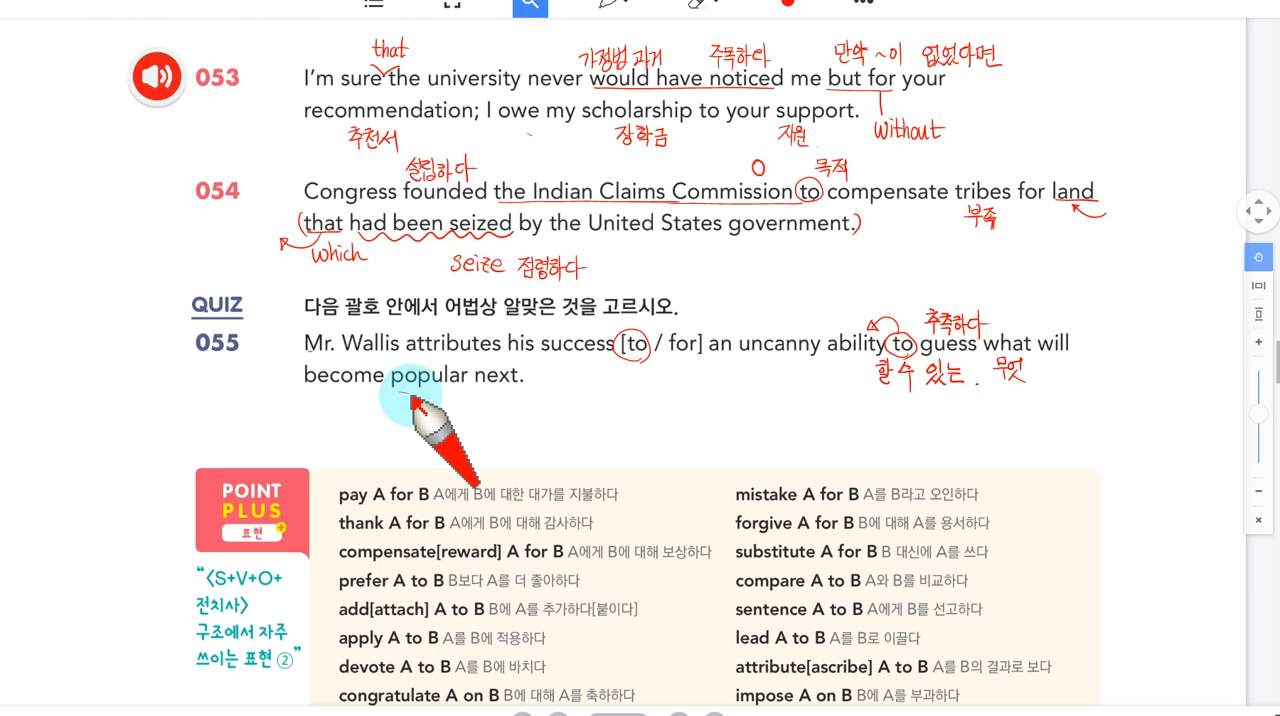 that 가정법 과거 주목하다 만약 ~이 없었다면
053 I'm sure the university never would have noticed me but for your
recommendation; I owe my scholarship to your support.
추천서 장학금 지원 without
설립하다 O 목적
054 Congress founded the Indian Claims Commission to compensate tribes for land
부족
(that had been seized by the United States government.)
which seize 점령하다
QUIZ 다음 괄호 안에서 어법상 알맞은 것을 고르시오.
추측하다
055 Mr. Wallis attributes his success [to / for] an uncanny ability to guess what will
할 수 있는. 무엇
become popular next.
POINT
PLUS
표현
"<S+V+O+
전치사>
구조에서 자주
쓰이는 표현 ②"
pay A for B A에게 B에 대한 대가를 지불하다
thank A for B A에게 B에 대해 감사하다
compensate[reward] A for B A에게 B에 대해 보상하다
prefer A to B B보다 A를 더 좋아하다
add[attach] A to B B에 A를 추가하다[붙이다]
apply A to B A를 B에 적용하다
devote A to B A를 B에 바치다
congratulate A on B B에 대해 A를 축하하다
mistake A for B A를 B라고 오인하다
forgive A for B B에 대해 A를 용서하다
substitute A for B B 대신에 A를 쓰다
compare A to B A와 B를 비교하다
sentence A to B A에게 B를 선고하다
lead A to B A를 B로 이끌다
attribute[ascribe] A to B A를 B의 결과로 보다
impose A on B B에 A를 부과하다